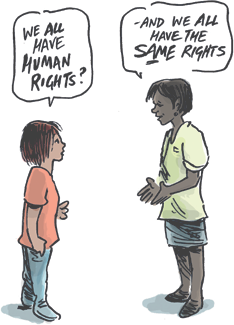 WE ALL
HAVE
HUMAN
RIGHTS?
-AND WE ALL
HAVE THE
SAME RIGHTS